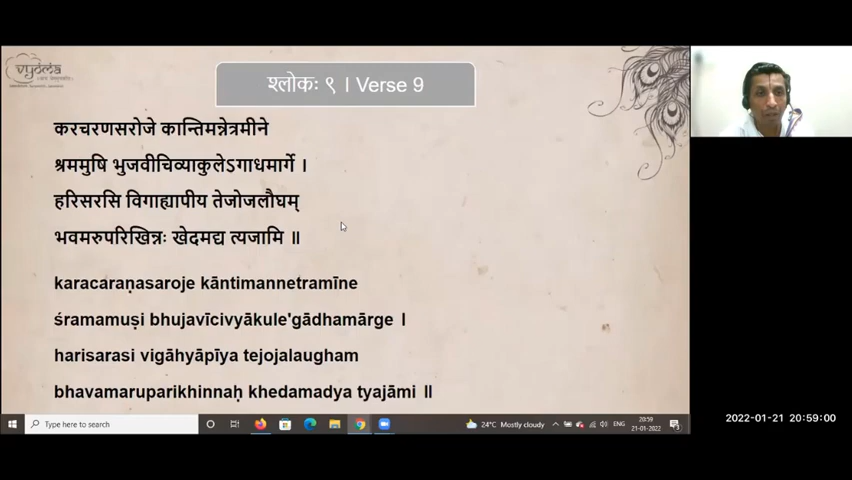 vyoma
श्लोकः ९ । Verse 9
करचरणसरोजे कान्तिमन्नेत्रमीने
श्रममुषि भुजवीचिव्याकुलेऽगाधमार्गे ।
हरिसरसि विगाह्यापीय तेजोजलौघम्
भवमरुपरिखिन्नः खेदमद्य त्यजामि ॥
karacaraṇasaroje kāntimannetramīne
śramamuṣi bhujavīcivyākule'gādhamārge ।
harisarasi vigāhyāpīya tejojalaugham
bhavamaruparikhinnaḥ khedamadya tyajāmi ॥
Type here to search
24°C Mostly cloudy
ENG
20:59
21-01-2022
2022-01-21 20:59:00